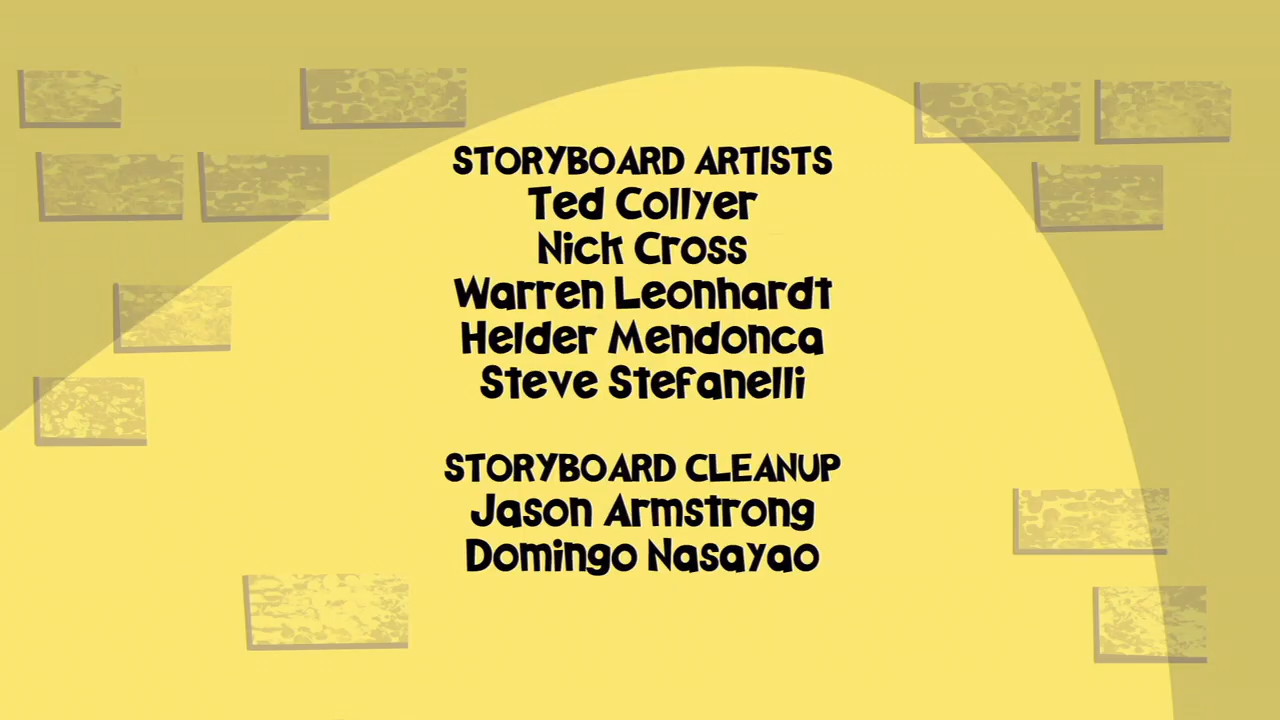 STORYBOARD ARTISTS
Ted Collyer
Nick Cross
Warren Leonhardt
Helder Mendonca
Steve Stefanelli
STORYBOARD CLEANUP
Jason Armstrong
Domingo Nasayao